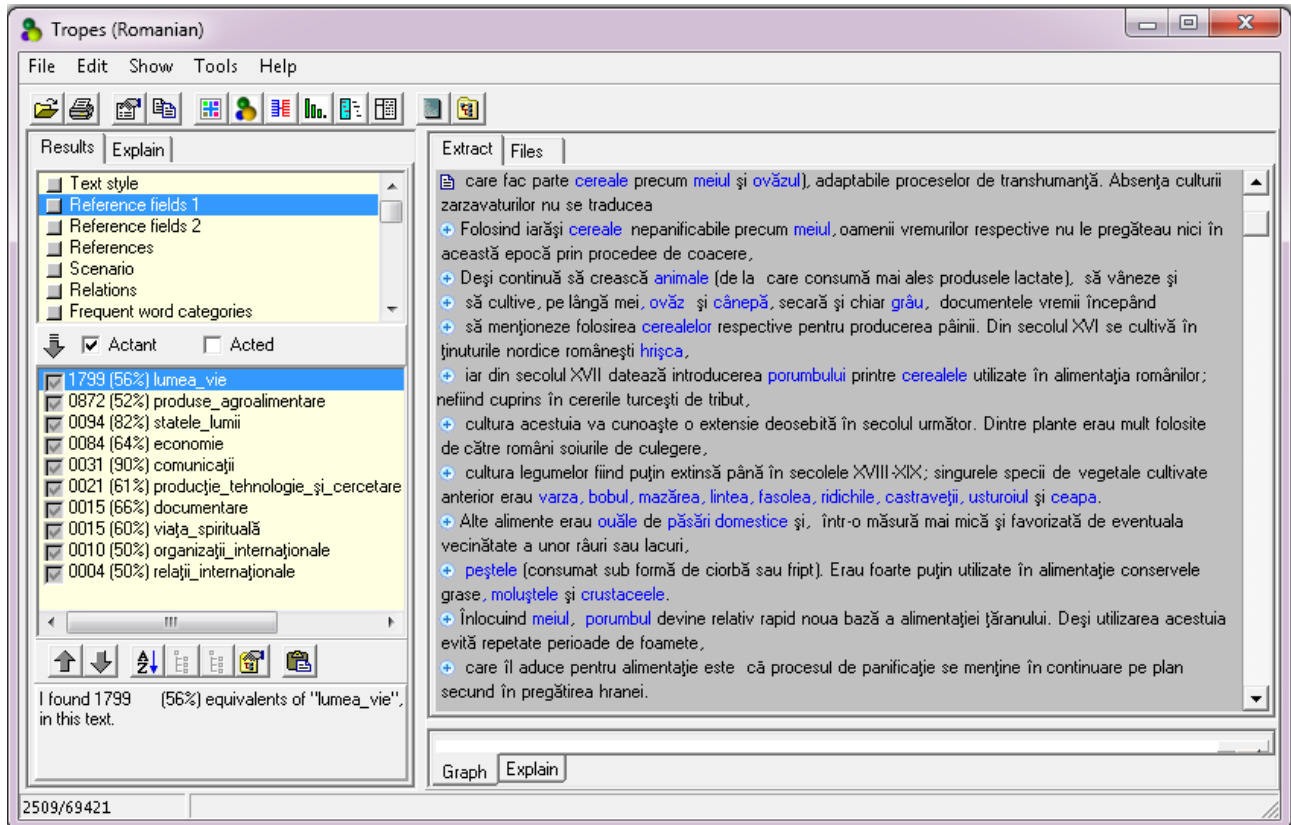 Tropes (Romanian)
File Edit Show Tools Help
Results Explain
Text style
Reference fields 1
Reference fields 2
References
Scenario
Relations
Frequent word categories
Actant Acted
1799 (56%) lumea_vie
0872 (52%) produse_agroalimentare
0094 (82%) statele_lumii
0084 (64%) economie
0031 (90%) comunicaţii
0021 (61%) producţie_tehnologie_şi_cercetare
0015 (66%) documentare
0015 (60%) viaţa_spirituală
0010 (50%) organizaţii_internaţionale
0004 (50%) relaţii_internaţionale
I found 1799 (56%) equivalents of "lumea_vie",
in this text.
Extract Files
care fac parte cereale precum meiul şi ovăzul), adaptabile proceselor de transhumanţă. Absenţa culturii
zarzavaturilor nu se traducea
Folosind iarăşi cereale nepanificabile precum meiul, oamenii vremurilor respective nu le pregăteau nici în
această epocă prin procedee de coacere,
Deşi continuă să crească animale (de la care consumă mai ales produsele lactate), să vâneze şi
să cultive, pe lângă mei, ovăz şi cânepă, secară şi chiar grâu, documentele vremii începând
să menţioneze folosirea cerealelor respective pentru producerea pâinii. Din secolul XVI se cultivă în
ţinuturile nordice româneşti hrişca,
iar din secolul XVII datează introducerea porumbului printre cerealele utilizate în alimentaţia românilor;
nefiind cuprins în cererile turceşti de tribut,
cultura acestuia va cunoaşte o extensie deosebită în secolul următor. Dintre plante erau mult folosite
de către români soiurile de culegere,
cultura legumelor fiind puţin extinsă până în secolele XVIII-XIX; singurele specii de vegetale cultivate
anterior erau varza, bobul, mazărea, lintea, fasolea, ridichile, castraveţii, usturoiul şi ceapa.
Alte alimente erau ouăle de păsări domestice şi, într-o măsură mai mică şi favorizată de eventuala
vecinătate a unor râuri sau lacuri,
peştele (consumat sub formă de ciorbă sau fript). Erau foarte puţin utilizate în alimentaţie conservele
grase, moluştele şi crustaceele.
Înlocuind meiul, porumbul devine relativ rapid noua bază a alimentaţiei ţăranului. Deşi utilizarea acestuia
evită repetate perioade de foamete,
care îl aduce pentru alimentaţie este că procesul de panificaţie se menţine în continuare pe plan
secund în pregătirea hranei.
Graph Explain
2509/69421